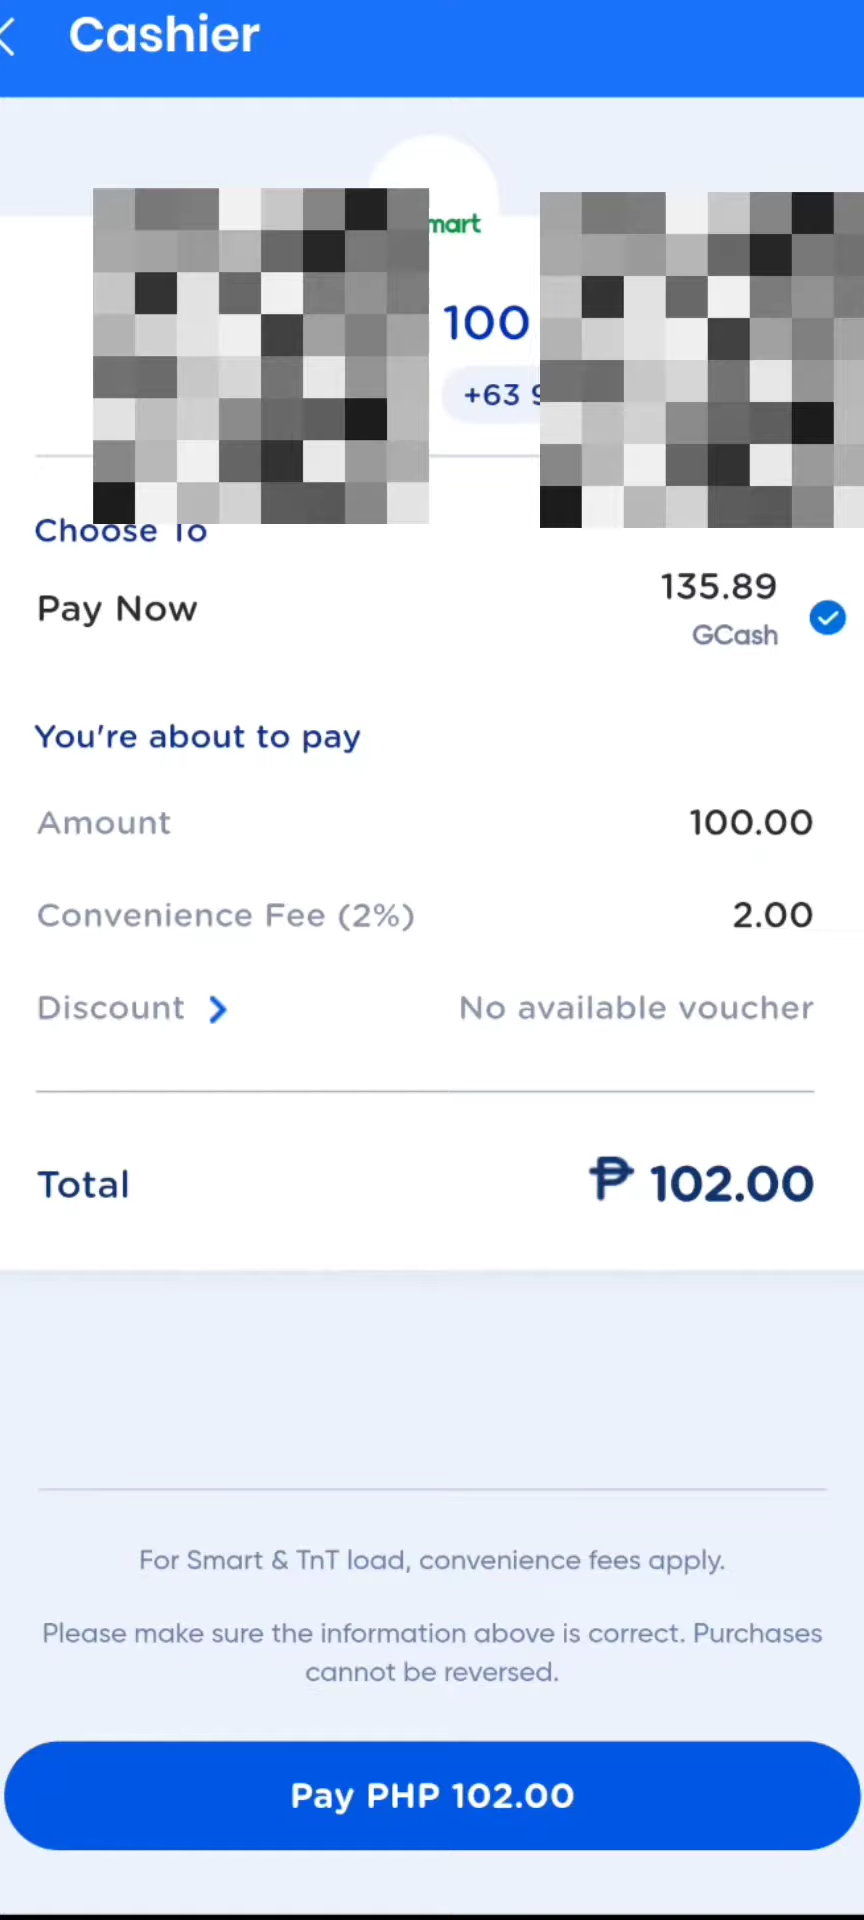 Cashier
mart
100
+63 9
Choose To
Pay Now
135.89
GCash
You're about to pay
Amount 100.00
Convenience Fee (2%) 2.00
Discount No available voucher
Total ₱ 102.00
For Smart & TnT load, convenience fees apply.
Please make sure the information above is correct. Purchases
cannot be reversed.
Pay PHP 102.00